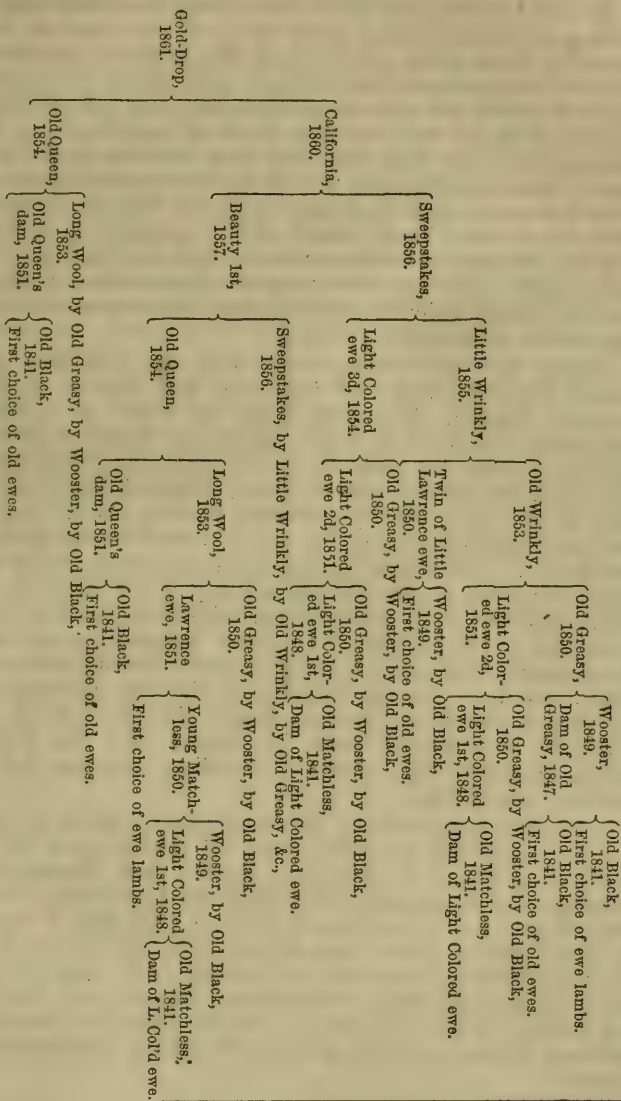 Gold-Drop,
1861.
California,
1860.
Old Queen,
1854.
Sweepstakes,
1856.
Beauty 1st,
1857.
Long Wool, by Old Greasy, by Wooster, by Old Black,
1853.
Old Queen's
dam, 1851.
Old Black,
1841.
First choice of old ewes.
Little Wrinkly,
1855.
Light Colored
ewe 3d, 1854.
Sweepstakes, by Little Wrinkly, by Old Wrinkly, by Old Greasy, &c.,
1856.
Old Queen,
1854.
Old Wrinkly,
1853.
Twin of Little
Lawrence ewe,
1850.
Old Greasy, by Wooster, by Old Black,
1850.
Light Colored
ewe 2d, 1851.
Long Wool,
1853.
Old Queen's
dam, 1851.
Old Greasy,
1850.
Light Color-
ed ewe 2d,
1851.
Wooster, by Old Black,
1849.
First choice of old ewes.
Old Greasy, by Wooster, by Old Black,
1850.
Light Color-
ed ewe 1st,
1848.
Old Matchless,
1841.
Dam of Light Colored ewe.
Old Greasy, by Wooster, by Old Black,
1850.
Lawrence
ewe, 1851.
Old Black,
1841.
First choice of old ewes.
Wooster,
1849.
Dam of Old
Greasy, 1847.
Old Greasy, by Wooster, by Old Black,
1850.
Light Colored
ewe 1st, 1848.
Young Match-
less, 1850.
First choice of ewe lambs.
Old Black,
1841.
First choice of ewe lambs.
Old Black,
1841.
First choice of old ewes.
Old Matchless,
1841.
Dam of Light Colored ewe.
Wooster, by Old Black,
1849.
Light Colored
ewe 1st, 1848.
Old Matchless,
1841.
Dam of L. Col'd ewe.